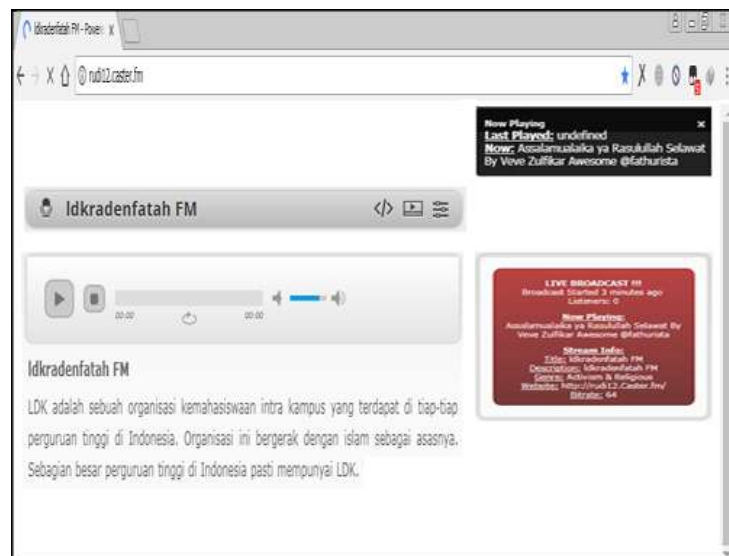 ldkradenfatah FM - Power
rudi12.caster.fm
Now Playing
Last Played: undefined
Now: Assalamualaika ya Rasulullah Selawat
By Veve Zulfikar Awesome @fathurista
ldkradenfatah FM
00:00 00:00
ldkradenfatah FM
LDK adalah sebuah organisasi kemahasiswaan intra kampus yang terdapat di tiap-tiap
perguruan tinggi di Indonesia. Organisasi ini bergerak dengan islam sebagai asasnya.
Sebagian besar perguruan tinggi di Indonesia pasti mempunyai LDK.
LIVE BROADCAST !!!
Broadcast Started 3 minutes ago
Listeners: 0
Now Playing:
Assalamualaika ya Rasulullah Selawat By
Veve Zulfikar Awesome @fathurista
Stream Info:
Title: ldkradenfatah FM
Description: ldkradenfatah FM
Genre: Activism & Religious
Website: http://rudi12.Caster.fm/
Bitrate: 64